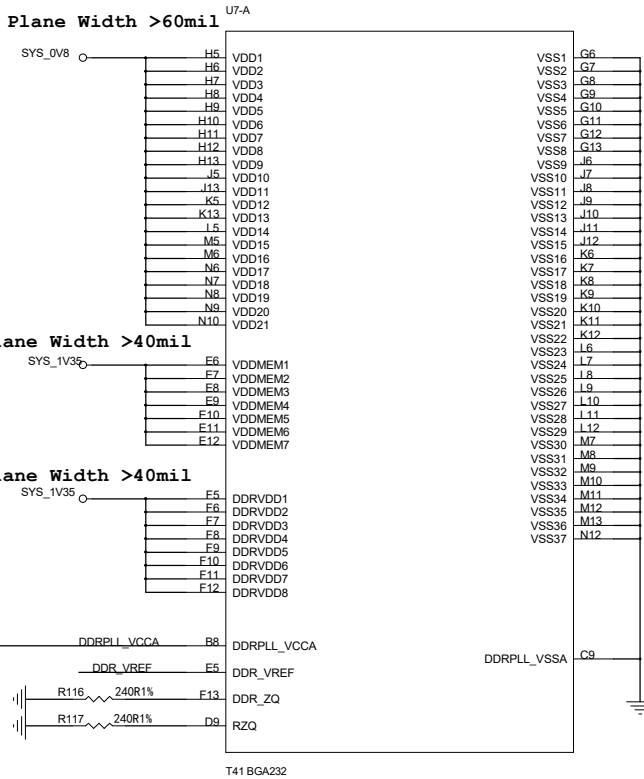 U7-A
Plane Width >60mil
SYS_0V8
H5 VDD1 VSS1 G6
H6 VDD2 VSS2 G7
H7 VDD3 VSS3 G8
H8 VDD4 VSS4 G9
H9 VDD5 VSS5 G10
H10 VDD6 VSS6 G11
H11 VDD7 VSS7 G12
H12 VDD8 VSS8 G13
H13 VDD9 VSS9 J6
J5 VDD10 VSS10 J7
J13 VDD11 VSS11 J8
K5 VDD12 VSS12 J9
K13 VDD13 VSS13 J10
L5 VDD14 VSS14 J11
M5 VDD15 VSS15 J12
M6 VDD16 VSS16 K6
N6 VDD17 VSS17 K7
N7 VDD18 VSS18 K8
N8 VDD19 VSS19 K9
N9 VDD20 VSS20 K10
N10 VDD21 VSS21 K11
VSS22 K12
lane Width >40mil
VSS23 L6
SYS_1V35
E6 VDDMEM1 VSS24 L7
E7 VDDMEM2 VSS25 L8
E8 VDDMEM3 VSS26 L9
E9 VDDMEM4 VSS27 L10
E10 VDDMEM5 VSS28 L11
E11 VDDMEM6 VSS29 L12
E12 VDDMEM7 VSS30 M7
VSS31 M8
VSS32 M9
lane Width >40mil
VSS33 M10
SYS_1V35
F5 DDRVDD1 VSS34 M11
F6 DDRVDD2 VSS35 M12
F7 DDRVDD3 VSS36 M13
F8 DDRVDD4 VSS37 N12
F9 DDRVDD5
F10 DDRVDD6
F11 DDRVDD7
F12 DDRVDD8
DDRPLL_VCCA B8 DDRPLL_VCCA
DDRPLL_VSSA C9
DDR_VREF E5 DDR_VREF
R116 240R1% F13 DDR_ZQ
R117 240R1% D9 RZQ
T41 BGA232